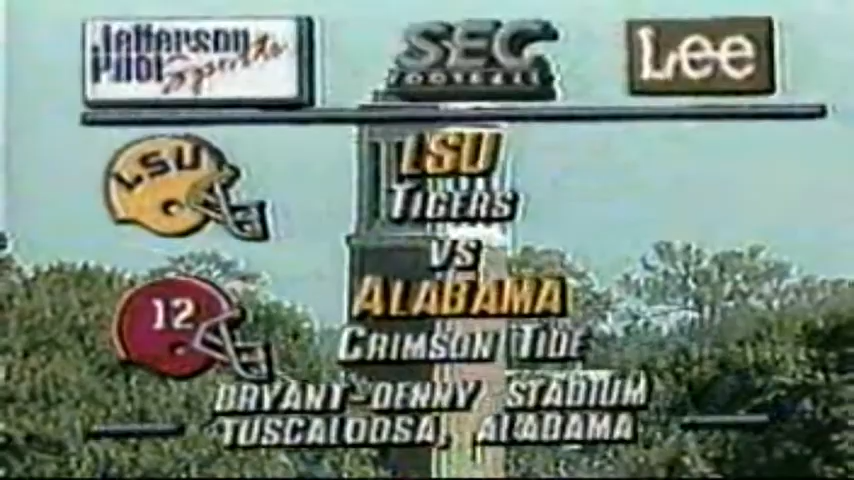 Jefferson
Pilot
Sports
SEC
FOOTBALL
Lee
LSU
LSU
TIGERS
VS
12
ALABAMA
CRIMSON TIDE
BRYANT-DENNY STADIUM
TUSCALOOSA, ALABAMA